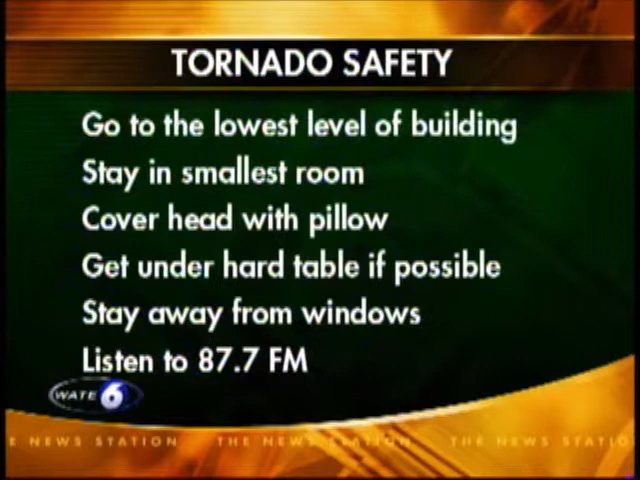 TORNADO SAFETY
Go to the lowest level of building
Stay in smallest room
Cover head with pillow
Get under hard table if possible
Stay away from windows
Listen to 87.7 FM
WATE 6
E NEWS STATION THE NEWS STATION THE NEWS STATIO